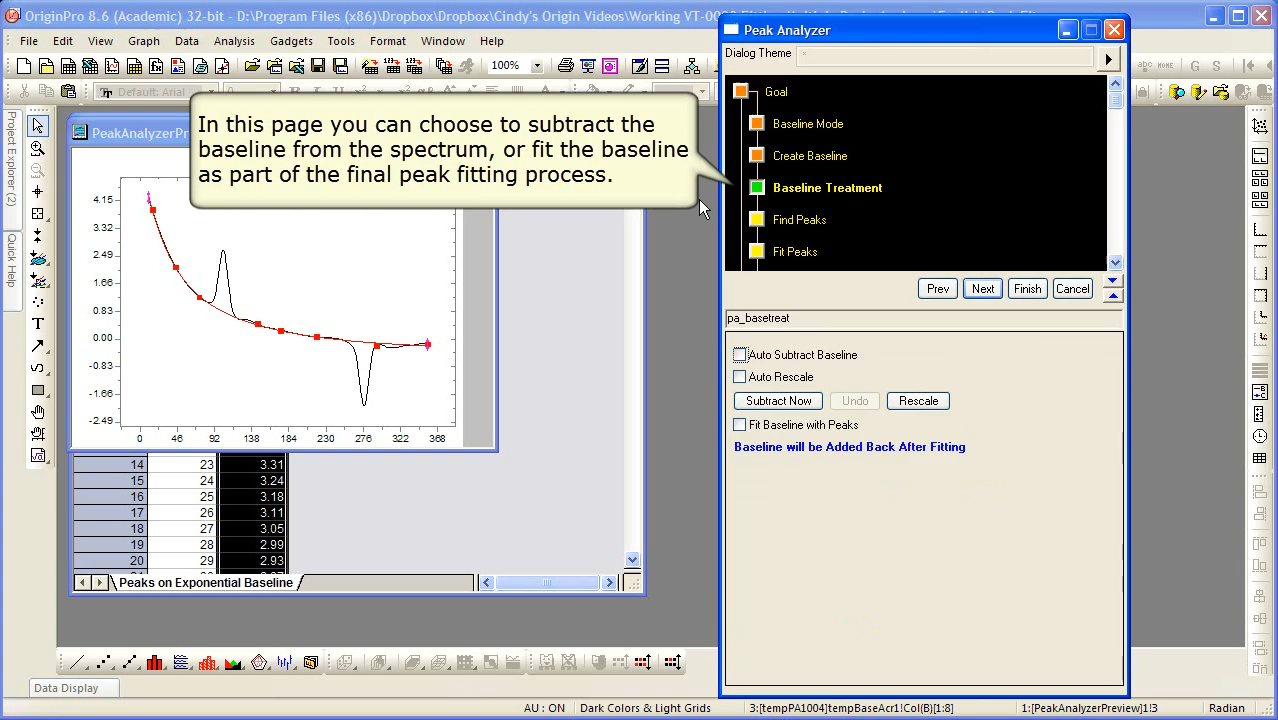 OriginPro 8.6 (Academic) 32-bit - D:\Program Files (x86)\Dropbox\Dropbox\Cindy's Origin Videos\Working VT-00
File Edit View Graph Data Analysis Gadgets Tools Format Window Help
100%
Default: Arial
Project Explorer (2)
Quick Help
PeakAnalyzerPr
In this page you can choose to subtract the
baseline from the spectrum, or fit the baseline
as part of the final peak fitting process.
4.15
3.32
2.49
1.66
0.83
0.00
-0.83
-1.66
-2.49
0 46 92 138 184 230 276 322 368
14 23 3.31
15 24 3.24
16 25 3.18
17 26 3.11
18 27 3.05
19 28 2.99
20 29 2.93
Peaks on Exponential Baseline
Peak Analyzer
Dialog Theme *
Goal
Baseline Mode
Create Baseline
Baseline Treatment
Find Peaks
Fit Peaks
Prev Next Finish Cancel
pa_basetreat
Auto Subtract Baseline
Auto Rescale
Subtract Now Undo Rescale
Fit Baseline with Peaks
Baseline will be Added Back After Fitting
Data Display
AU : ON Dark Colors & Light Grids 3:[tempPA1004]tempBaseAcr1!Col(B)[1:8] 1:[PeakAnalyzerPreview]1!3 Radian